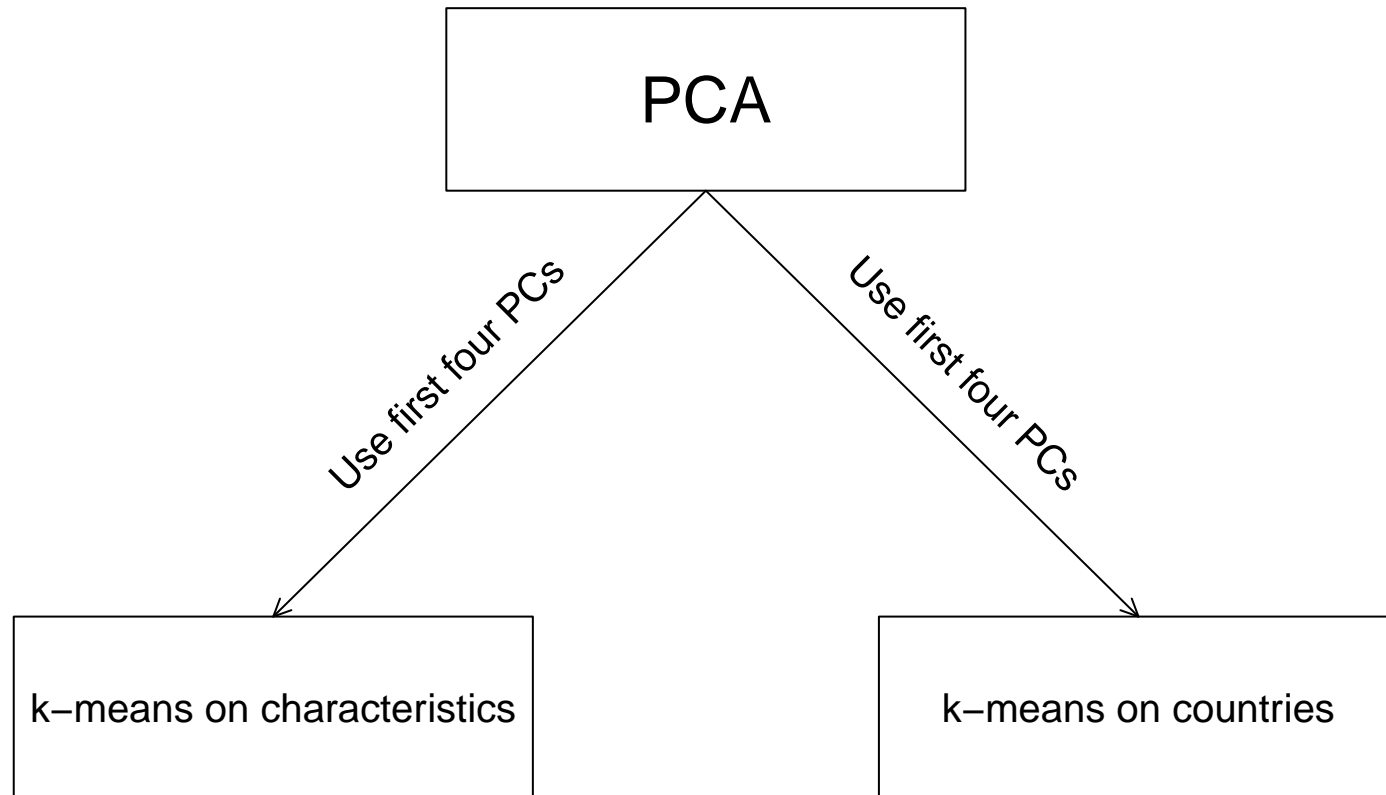 PCA
Use first four PCs
Use first four PCs
k−means on characteristics
k−means on countries